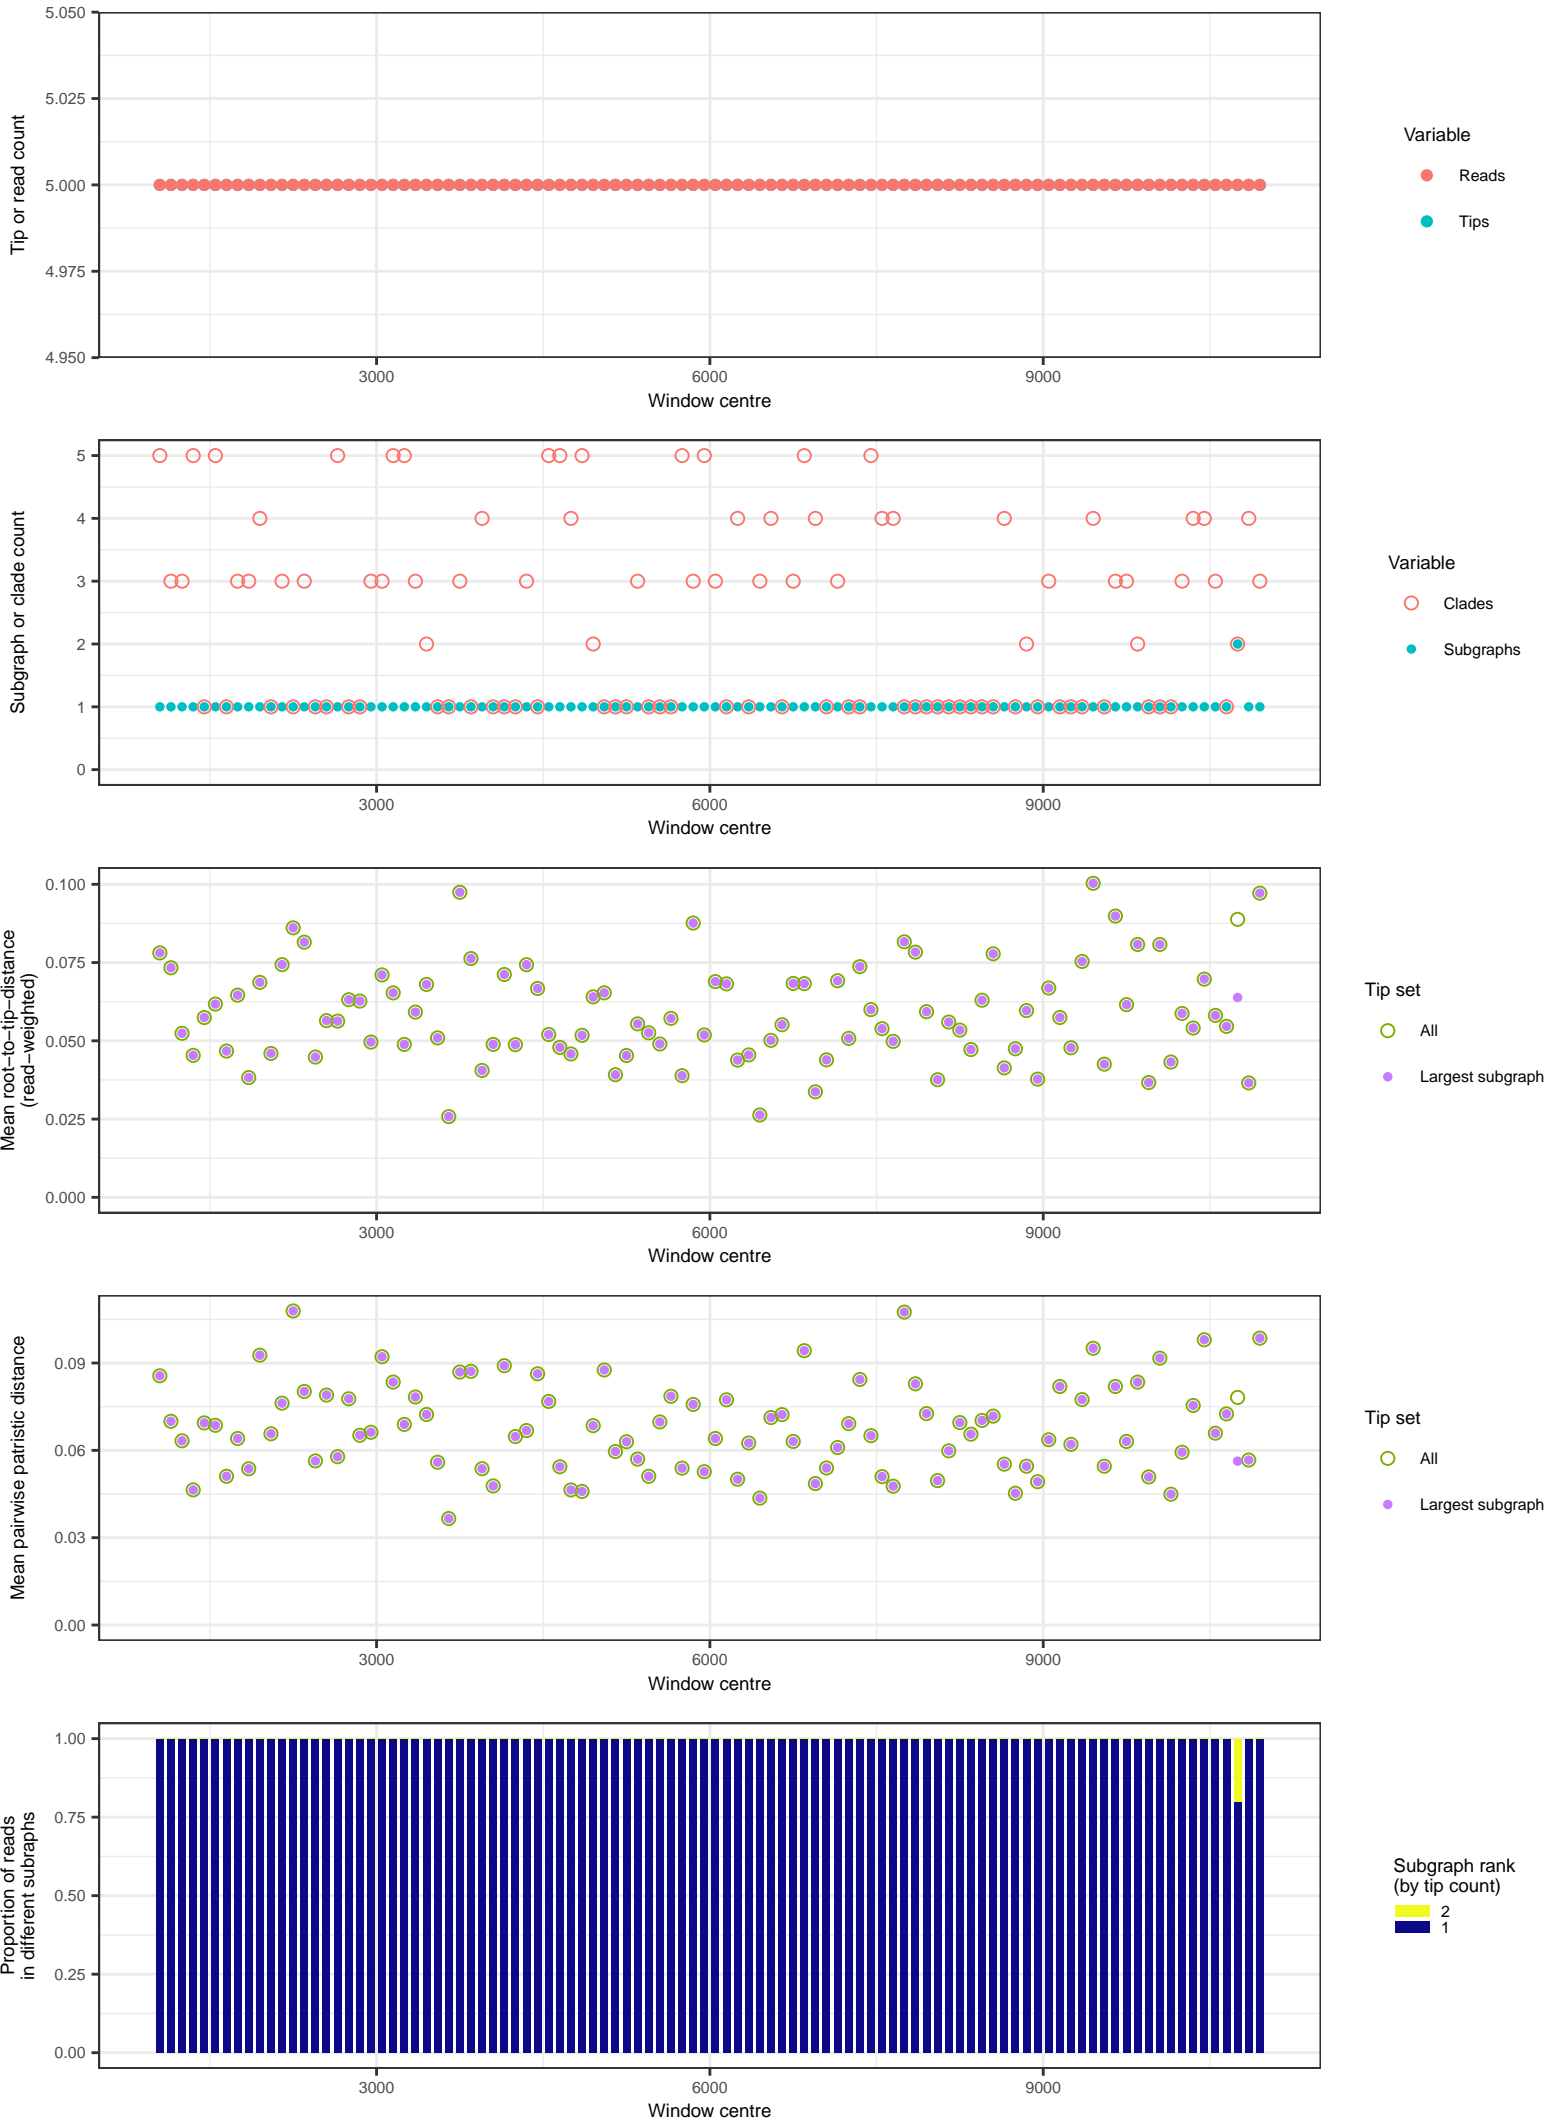 5.050
5.025
5.000
4.975
4.950
Tip or read count
3000 6000 9000
Window centre
Variable
Reads
Tips
5
4
3
2
1
0
Subgraph or clade count
3000 6000 9000
Window centre
Variable
Clades
Subgraphs
0.100
0.075
0.050
0.025
0.000
Mean root−to−tip−distance
(read−weighted)
3000 6000 9000
Window centre
Tip set
All
Largest subgraph
0.09
0.06
0.03
0.00
Mean pairwise patristic distance
3000 6000 9000
Window centre
Tip set
All
Largest subgraph
1.00
0.75
0.50
0.25
0.00
Proportion of reads
in different subraphs
3000 6000 9000
Window centre
Subgraph rank
(by tip count)
2
1